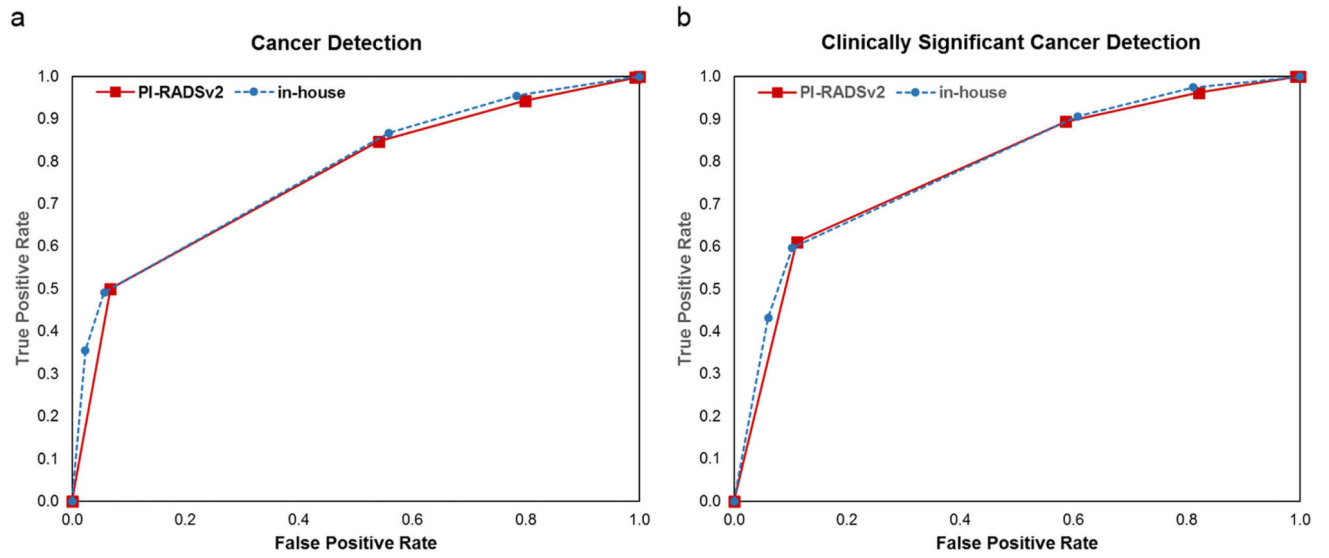 a
Cancer Detection
PI-RADSv2 in-house
1.0
0.9
0.8
0.7
0.6
0.5
0.4
0.3
0.2
0.1
0.0
True Positive Rate
0.0 0.2 0.4 0.6 0.8 1.0
False Positive Rate
b
Clinically Significant Cancer Detection
PI-RADSv2 in-house
1.0
0.9
0.8
0.7
0.6
0.5
0.4
0.3
0.2
0.1
0.0
True Positive Rate
0.0 0.2 0.4 0.6 0.8 1.0
False Positive Rate